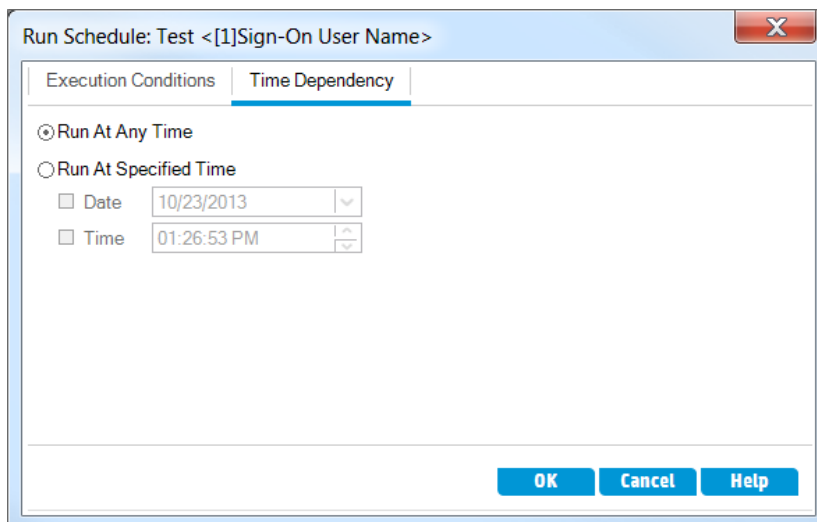 Run Schedule: Test <[1]Sign-On User Name>
Execution Conditions Time Dependency
Run At Any Time
Run At Specified Time
Date 10/23/2013
Time 01:26:53 PM
OK Cancel Help